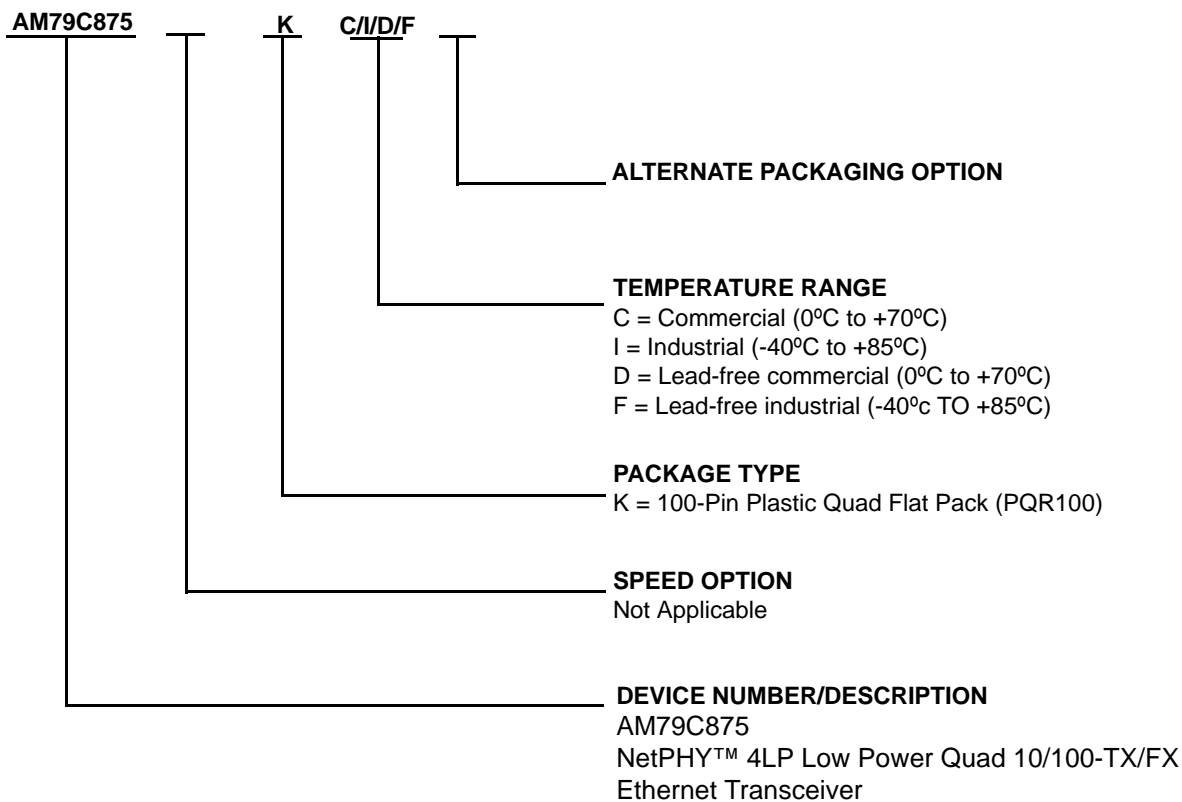 AM79C875 K C/I/D/F
ALTERNATE PACKAGING OPTION
TEMPERATURE RANGE
C = Commercial (0ºC to +70ºC)
I = Industrial (-40ºC to +85ºC)
D = Lead-free commercial (0ºC to +70ºC)
F = Lead-free industrial (-40ºc TO +85ºC)
PACKAGE TYPE
K = 100-Pin Plastic Quad Flat Pack (PQR100)
SPEED OPTION
Not Applicable
DEVICE NUMBER/DESCRIPTION
AM79C875
NetPHY™ 4LP Low Power Quad 10/100-TX/FX
Ethernet Transceiver